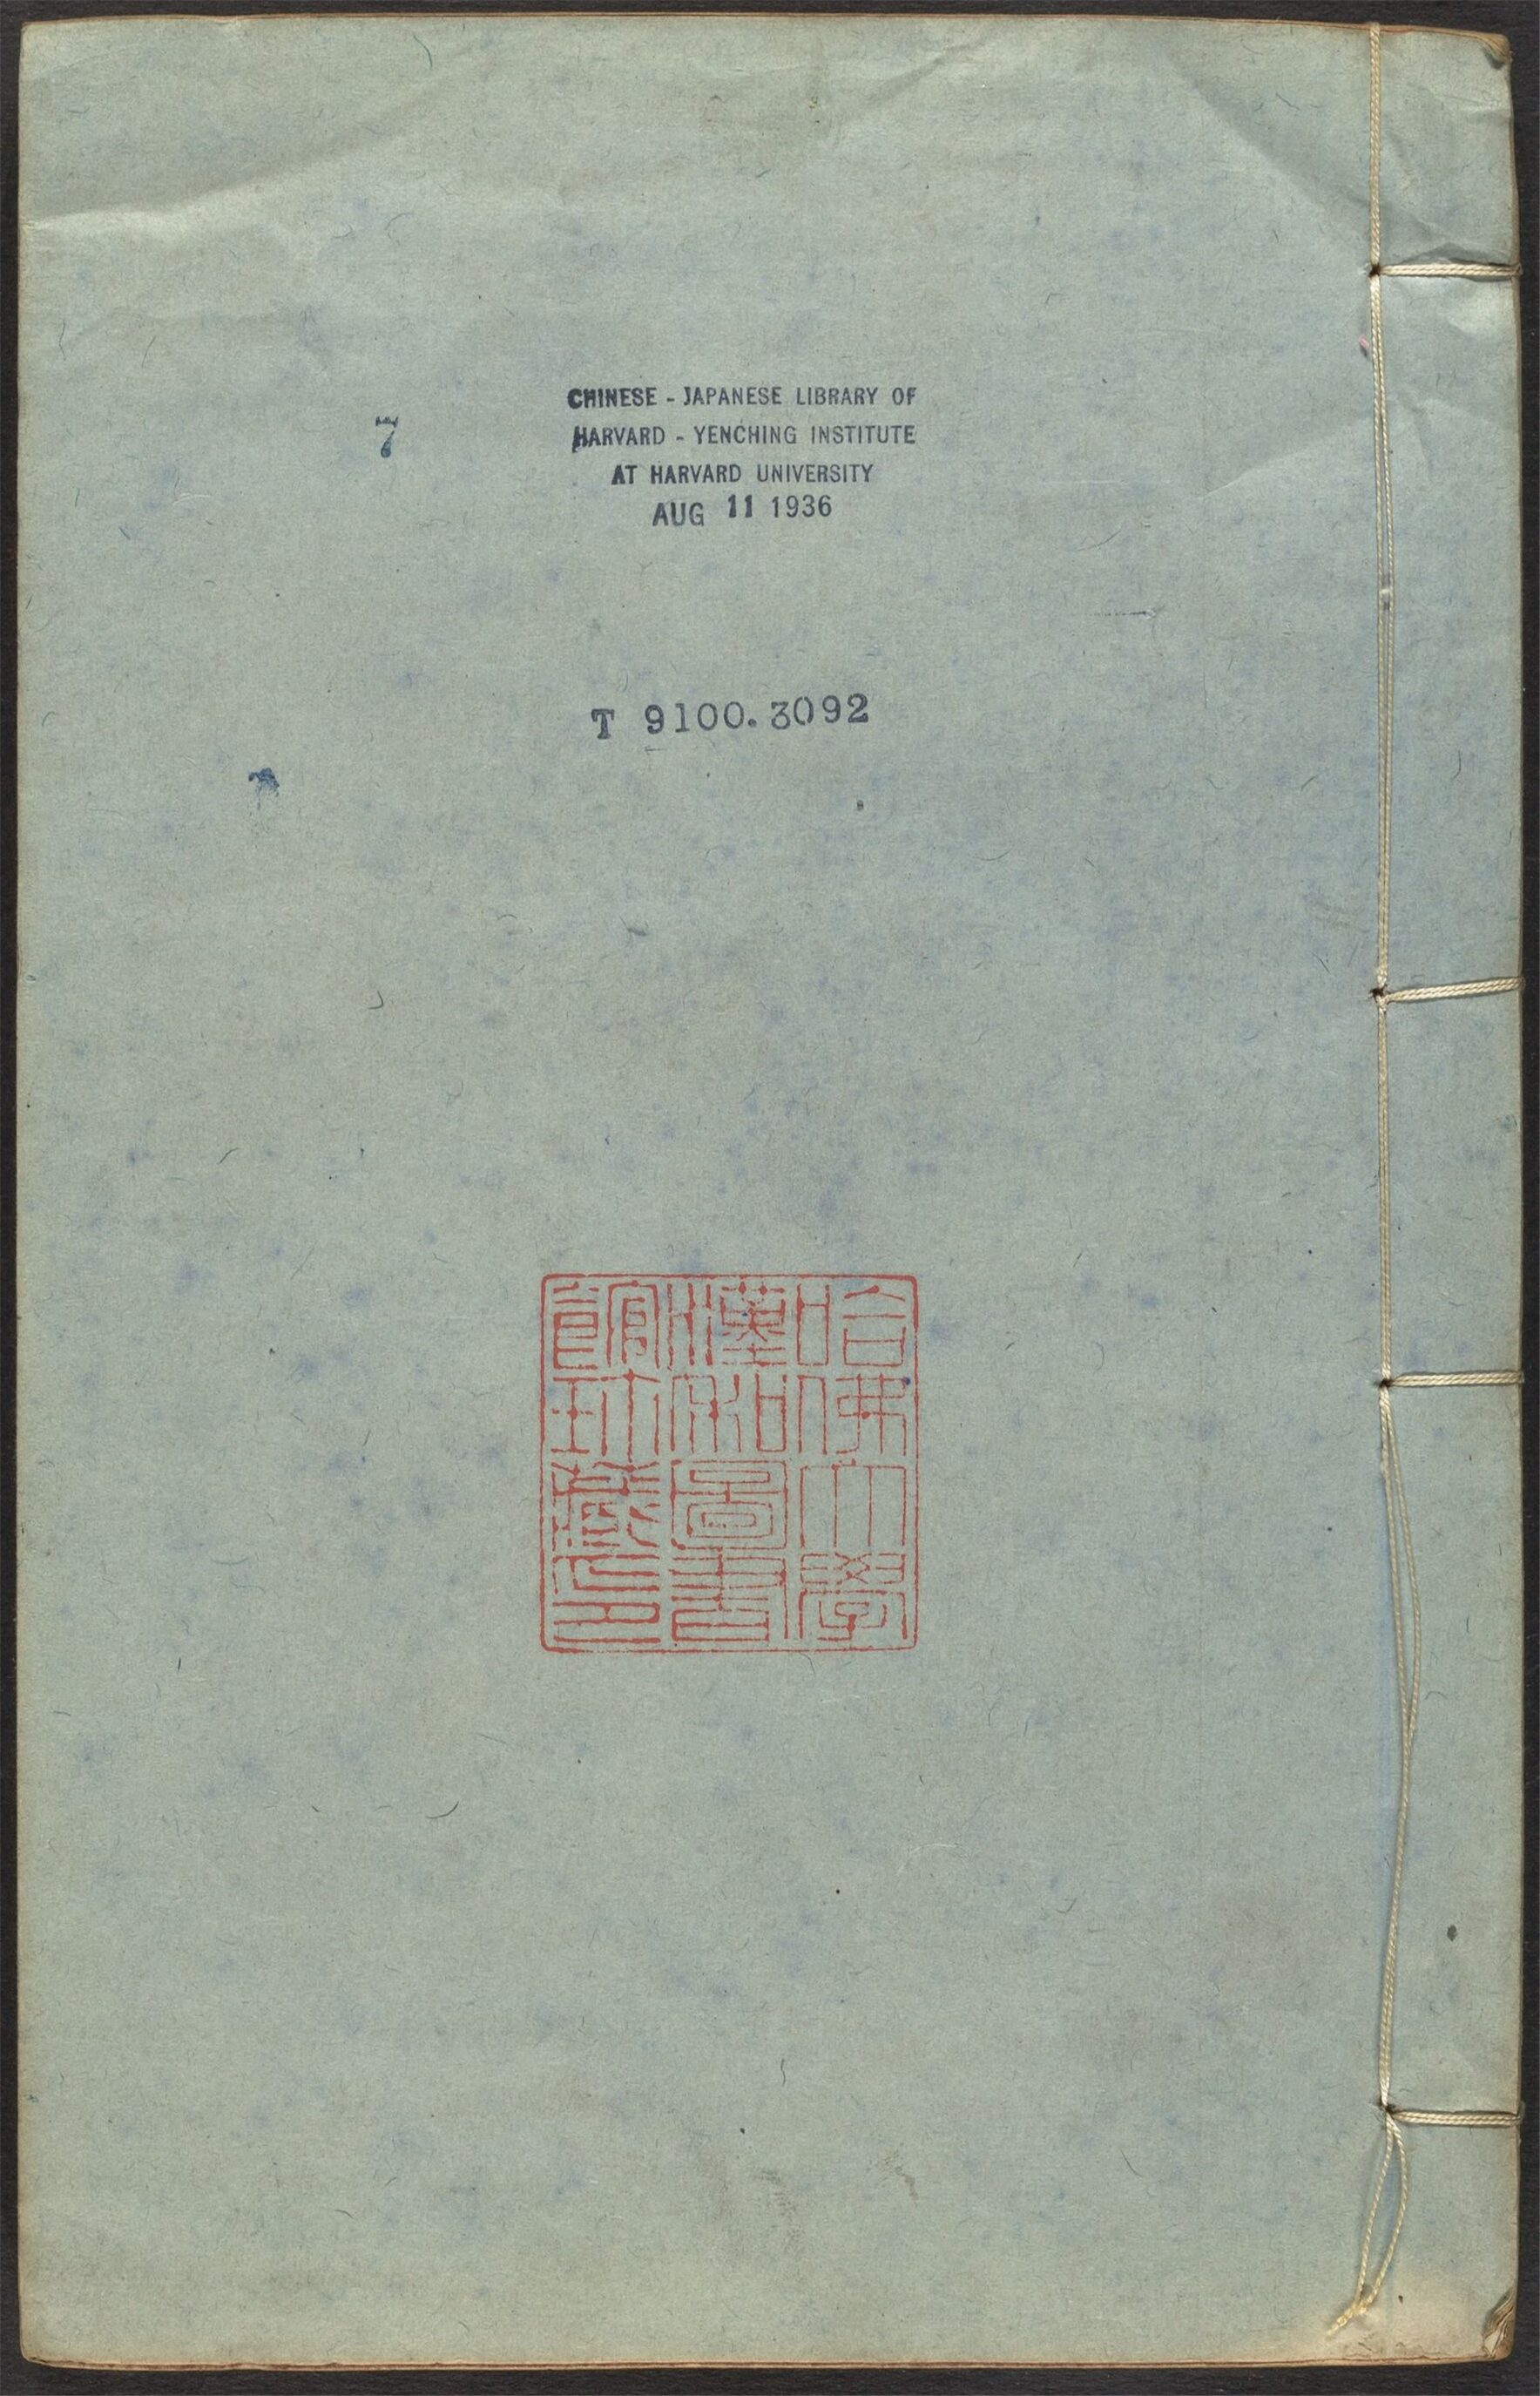 7
CHINESE - JAPANESE LIBRARY OF
HARVARD - YENCHING INSTITUTE
AT HARVARD UNIVERSITY
AUG 11 1936
T 9100.3092
哈佛大學
漢和圖書
館珍藏印